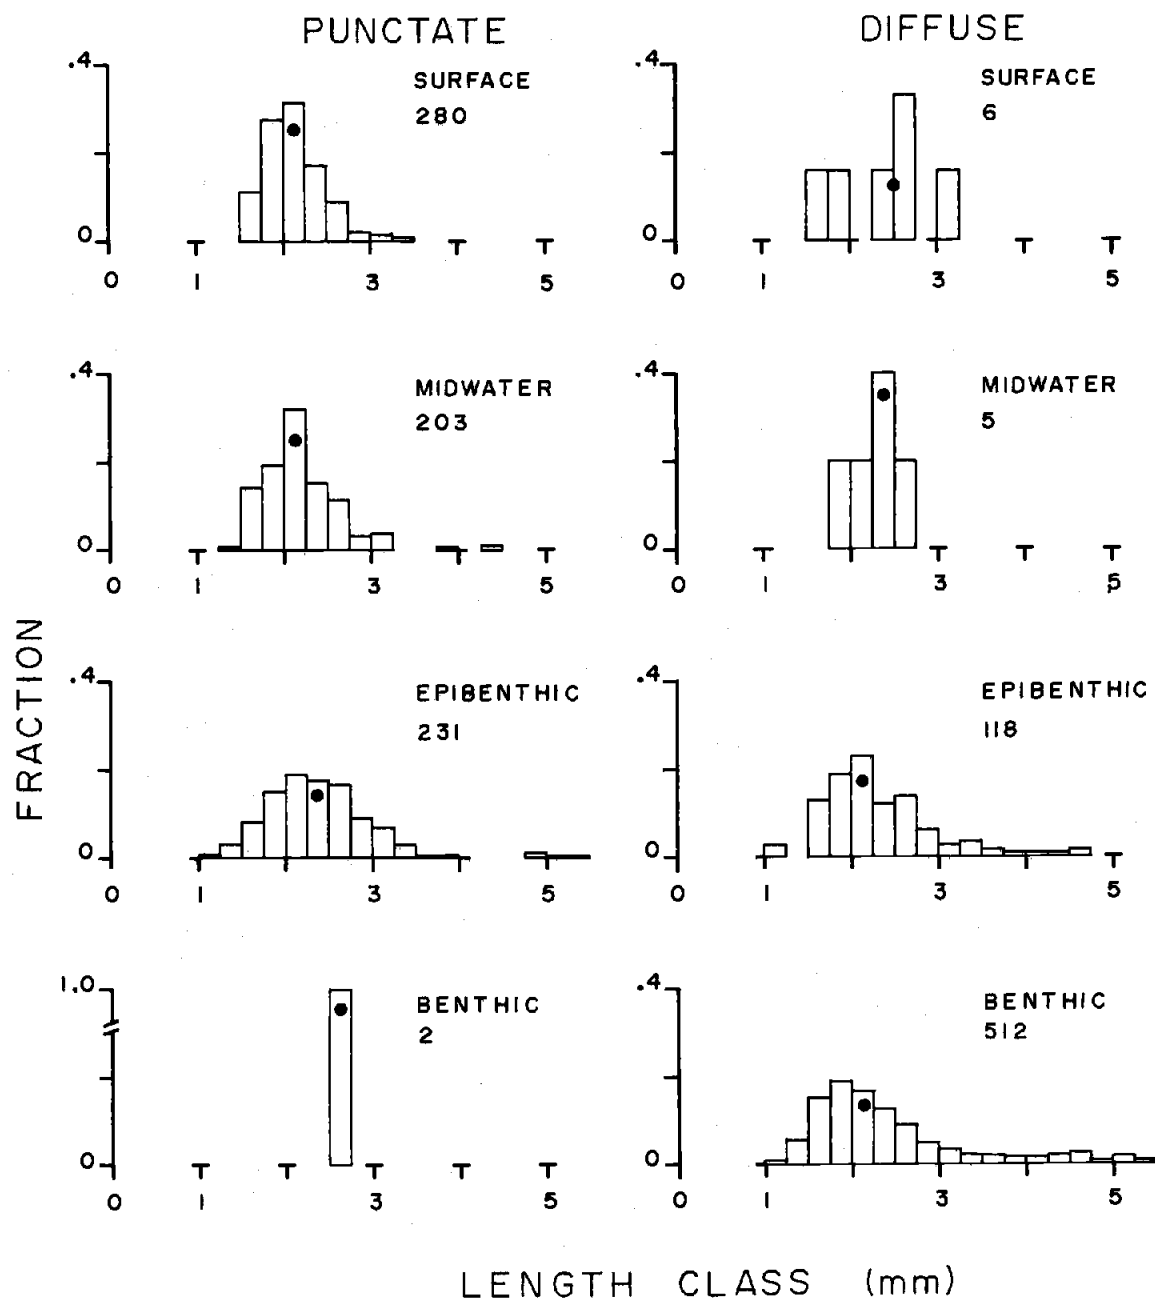 PUNCTATE
DIFFUSE
.4
SURFACE
280
0
0 1 3 5
.4
SURFACE
6
0
0 1 3 5
.4
MIDWATER
203
0
0 1 3 5
.4
MIDWATER
5
0
0 1 3 5
FRACTION
.4
EPIBENTHIC
231
0
0 1 3 5
.4
EPIBENTHIC
118
0
0 1 3 5
1.0
BENTHIC
2
0
0 1 3 5
.4
BENTHIC
512
0
0 1 3 5
LENGTH CLASS (mm)